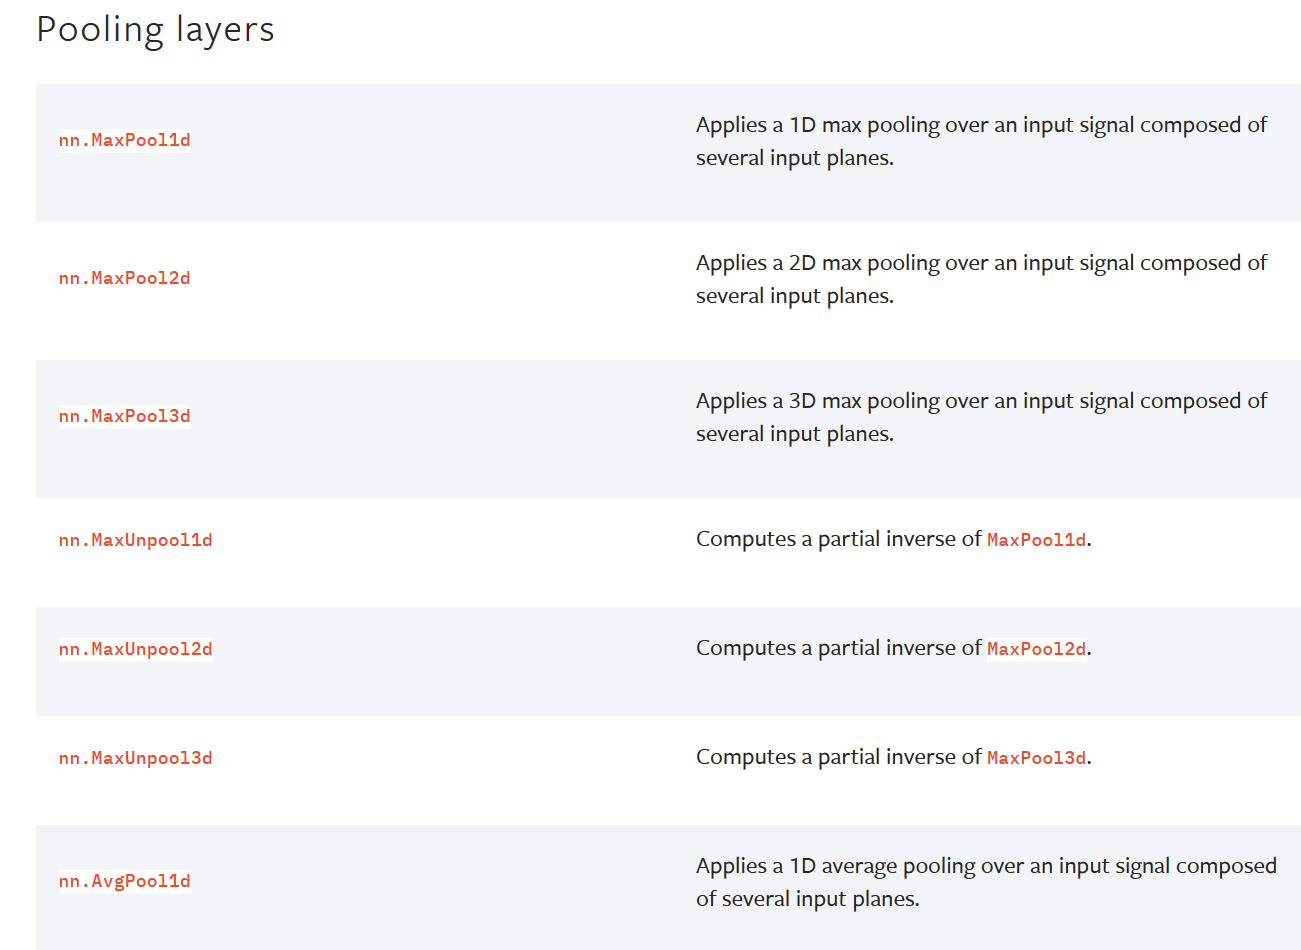 Pooling layers
nn.MaxPool1d
Applies a 1D max pooling over an input signal composed of
several input planes.
nn.MaxPool2d
Applies a 2D max pooling over an input signal composed of
several input planes.
nn.MaxPool3d
Applies a 3D max pooling over an input signal composed of
several input planes.
nn.MaxUnpool1d
Computes a partial inverse of MaxPool1d.
nn.MaxUnpool2d
Computes a partial inverse of MaxPool2d.
nn.MaxUnpool3d
Computes a partial inverse of MaxPool3d.
nn.AvgPool1d
Applies a 1D average pooling over an input signal composed
of several input planes.